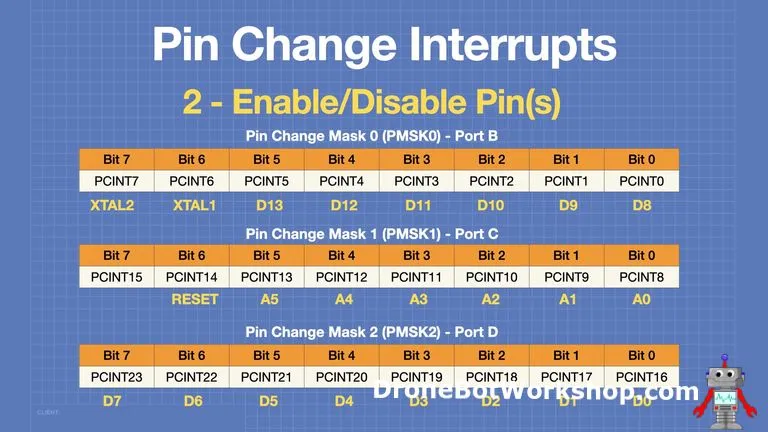 Pin Change Interrupts
2 - Enable/Disable Pin(s)
Pin Change Mask 0 (PMSK0) - Port B
Bit 7 Bit 6 Bit 5 Bit 4 Bit 3 Bit 2 Bit 1 Bit 0
PCINT7 PCINT6 PCINT5 PCINT4 PCINT3 PCINT2 PCINT1 PCINT0
XTAL2 XTAL1 D13 D12 D11 D10 D9 D8
Pin Change Mask 1 (PMSK1) - Port C
Bit 7 Bit 6 Bit 5 Bit 4 Bit 3 Bit 2 Bit 1 Bit 0
PCINT15 PCINT14 PCINT13 PCINT12 PCINT11 PCINT10 PCINT9 PCINT8
RESET A5 A4 A3 A2 A1 A0
Pin Change Mask 2 (PMSK2) - Port D
Bit 7 Bit 6 Bit 5 Bit 4 Bit 3 Bit 2 Bit 1 Bit 0
PCINT23 PCINT22 PCINT21 PCINT20 PCINT19 PCINT18 PCINT17 PCINT16
DroneBotWorkshop.com
D7 D6 D5 D4 D3 D2 D1 D0
CLIENT: